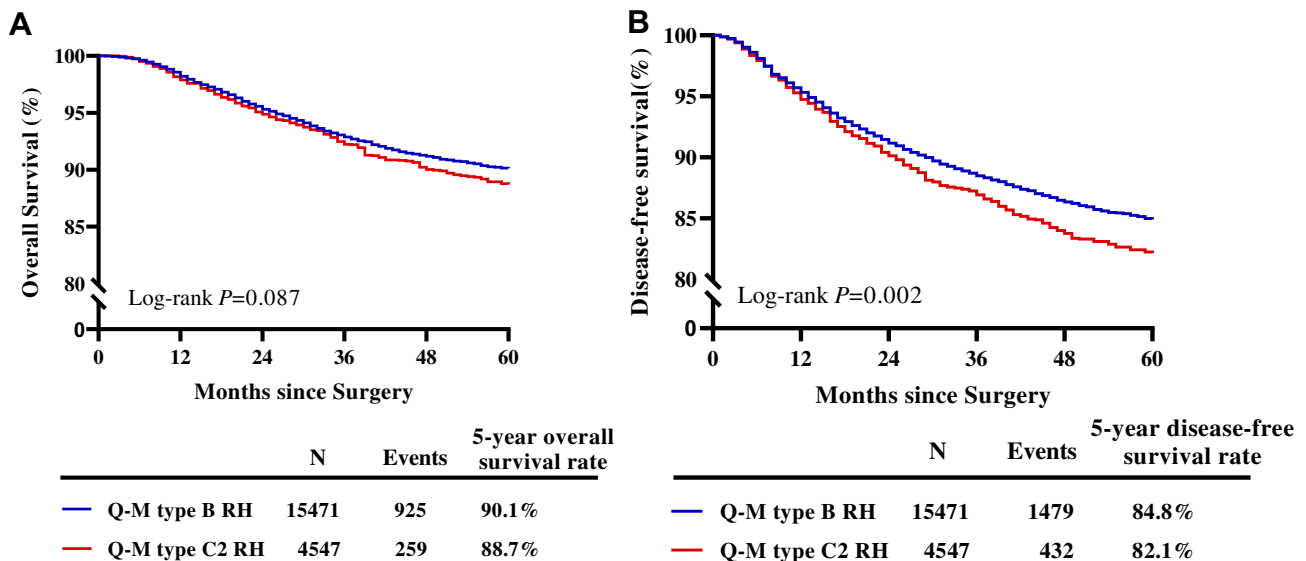 A
Overall Survival (%)
100
95
90
85
80
0
Log-rank P=0.087
0 12 24 36 48 60
Months since Surgery
N Events 5-year overall survival rate
Q-M type B RH 15471 925 90.1%
Q-M type C2 RH 4547 259 88.7%
B
Disease-free survival(%)
100
95
90
85
80
0
Log-rank P=0.002
0 12 24 36 48 60
Months since Surgery
N Events 5-year disease-free survival rate
Q-M type B RH 15471 1479 84.8%
Q-M type C2 RH 4547 432 82.1%